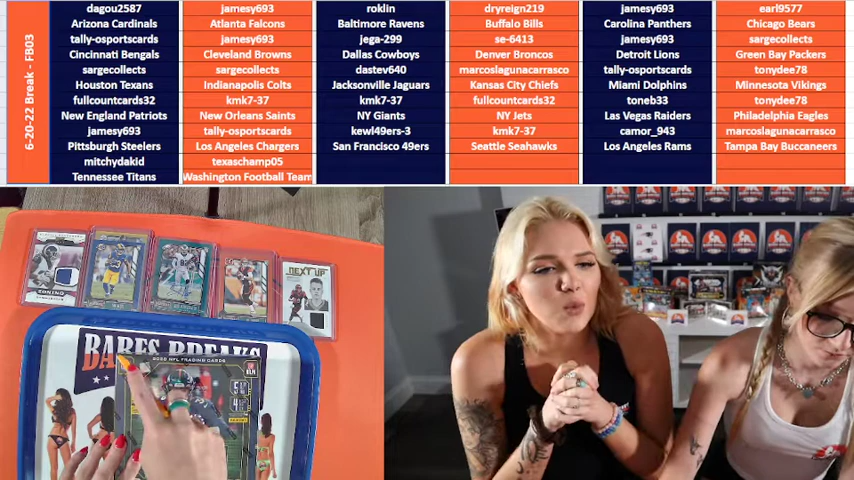 6-20-22 Break - FB03
dagou2587 jamesy693 roklin dryreign219 jamesy693 earl9577
Arizona Cardinals Atlanta Falcons Baltimore Ravens Buffalo Bills Carolina Panthers Chicago Bears
tally-sportscards jamesy693 jega-299 se-6413 jamesy693 sargecollects
Cincinnati Bengals Cleveland Browns Dallas Cowboys Denver Broncos Detroit Lions Green Bay Packers
sargecollects sargecollects dastev640 marcoslagunacarrasco tally-osportscards tonydee78
Houston Texans Indianapolis Colts Jacksonville Jaguars Kansas City Chiefs Miami Dolphins Minnesota Vikings
fullcountcards32 kmk7-37 kmk7-37 fullcountcards32 toneb33 tonydee78
New England Patriots New Orleans Saints NY Giants NY Jets Las Vegas Raiders Philadelphia Eagles
jamesy693 tally-osportscards kewl49ers-3 kmk7-37 camor_943 marcoslagunacarrasco
Pittsburgh Steelers Los Angeles Chargers San Francisco 49ers Seattle Seahawks Los Angeles Rams Tampa Bay Buccaneers
mitchydakid texaschamp05
Tennessee Titans Washington Football Team
NEXT UP
BABES BREAKS
2020 NFL TRADING CARDS